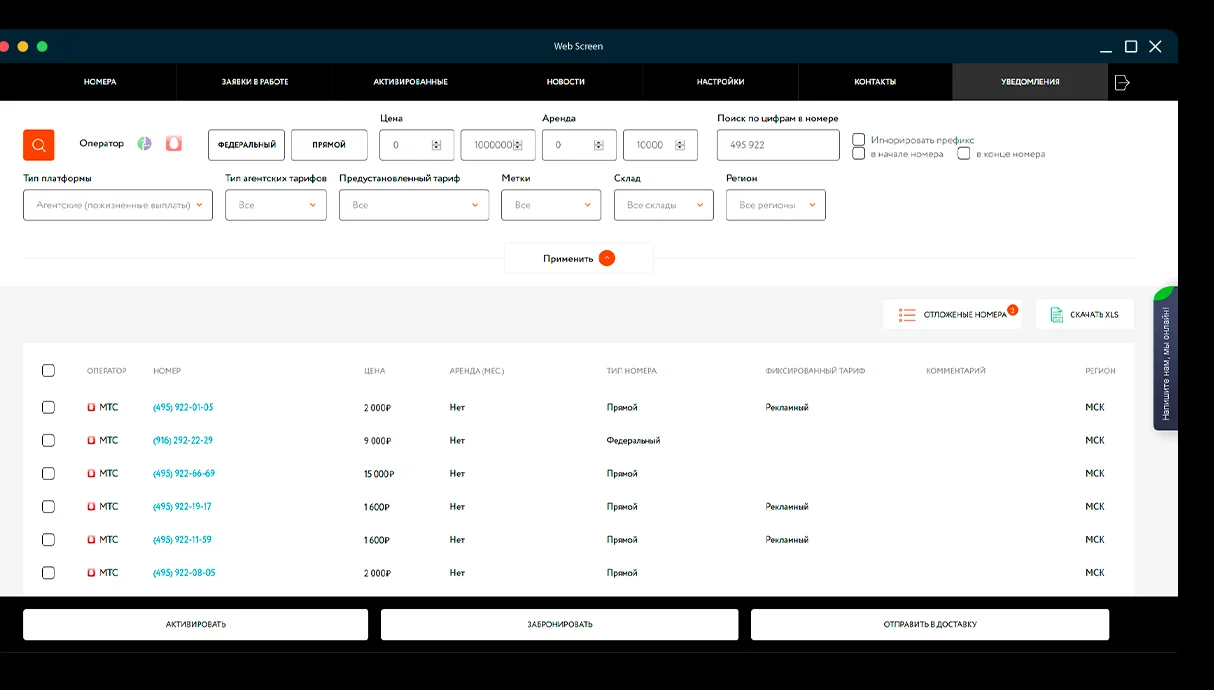 Web Screen
НОМЕРА ЗАЯВКИ В РАБОТЕ АКТИВИРОВАННЫЕ НОВОСТИ НАСТРОЙКИ КОНТАКТЫ УВЕДОМЛЕНИЯ
Цена Аренда Поиск по цифрам в номере
Оператор ФЕДЕРАЛЬНЫЙ ПРЯМОЙ 0 1000000 0 10000 495 922
Игнорировать префикс
в начале номера в конце номера
Тип платформы Тип агентских тарифов Предустановленный тариф Метки Склад Регион
Агентские (пожизненные выплаты) Все Все Все Все склады Все регионы
Применить
ОТЛОЖЕНЫЕ НОМЕРА 2 СКАЧАТЬ XLS
Напишите нам, мы онлайн!
ОПЕРАТОР НОМЕР ЦЕНА АРЕНДА (МЕС.) ТИП НОМЕРА ФИКСИРОВАННЫЙ ТАРИФ КОММЕНТАРИЙ РЕГИОН
МТС (495) 922-01-05 2 000₽ Нет Прямой Рекламный МСК
МТС (916) 292-22-29 9 000₽ Нет Федеральный МСК
МТС (495) 922-66-69 15 000₽ Нет Прямой МСК
МТС (495) 922-19-17 1 600₽ Нет Прямой Рекламный МСК
МТС (495) 922-11-59 1 600₽ Нет Прямой Рекламный МСК
МТС (495) 922-08-05 2 000₽ Нет Прямой МСК
АКТИВИРОВАТЬ ЗАБРОНИРОВАТЬ ОТПРАВИТЬ В ДОСТАВКУ